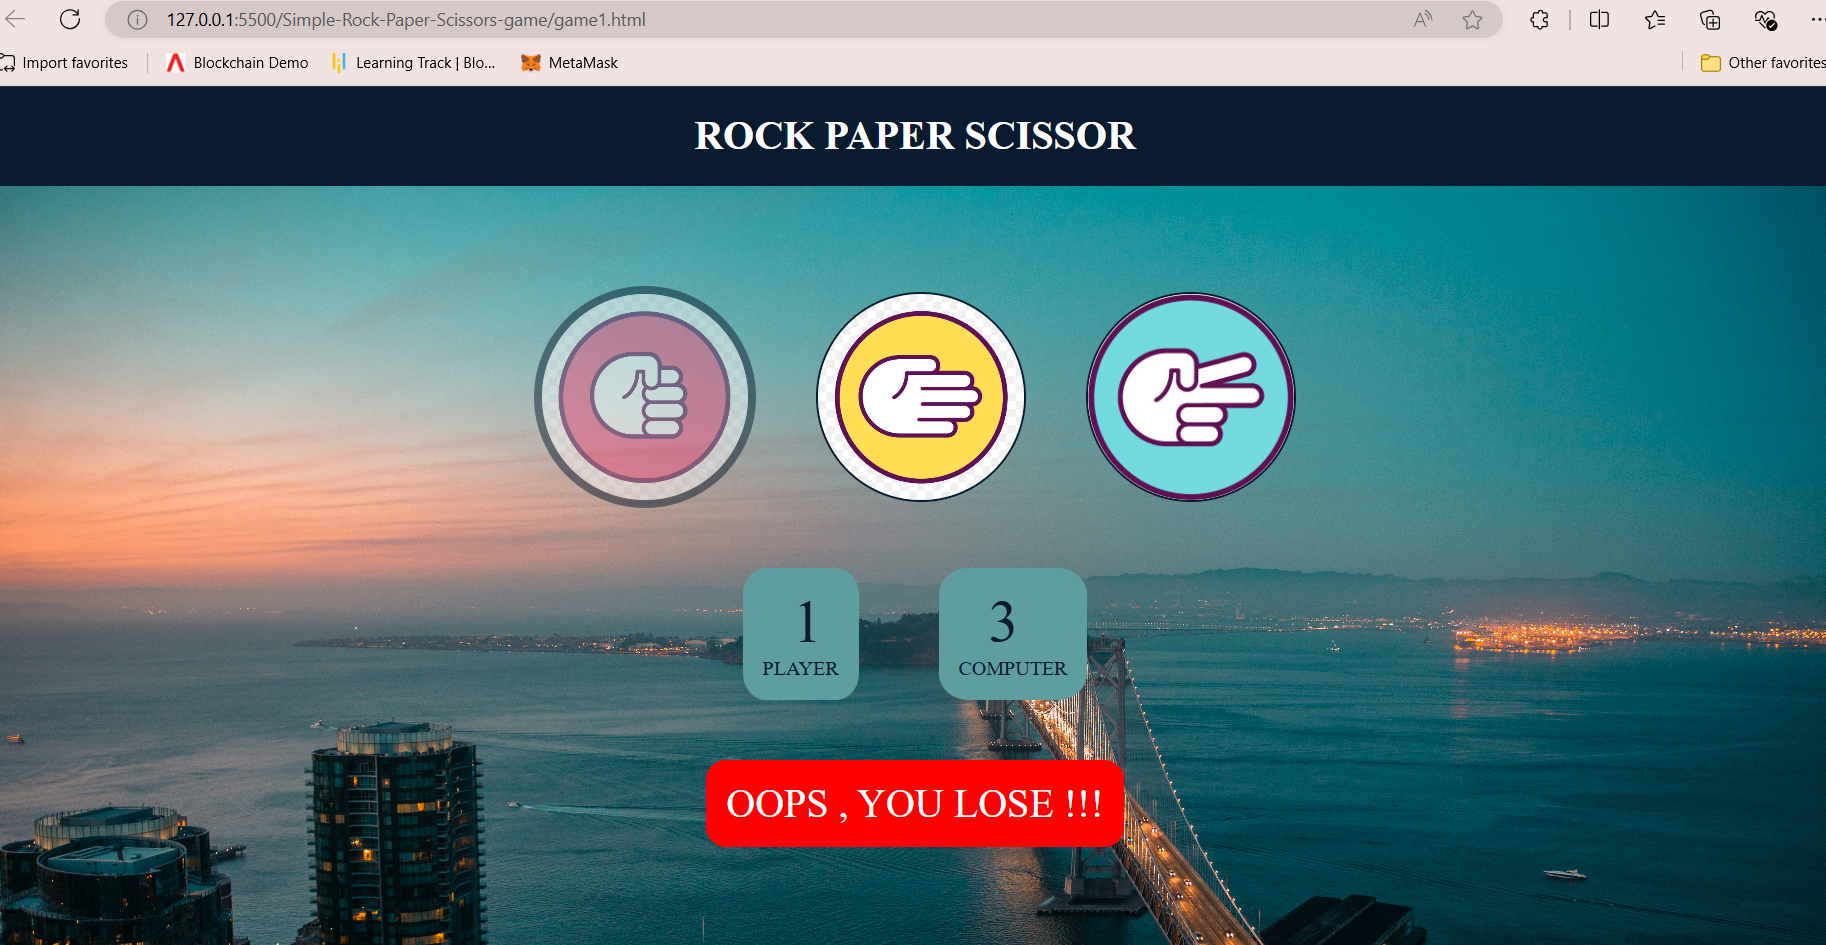 127.0.0.1:5500/Simple-Rock-Paper-Scissors-game/game1.html
Import favorites
Blockchain Demo
Learning Track | Blo...
MetaMask
Other favorites
ROCK PAPER SCISSOR
1
PLAYER
3
COMPUTER
OOPS , YOU LOSE !!!